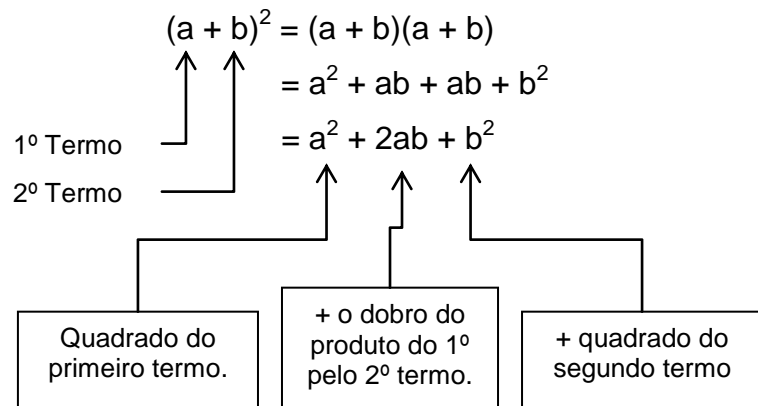 (a + b)² = (a + b)(a + b)
= a² + ab + ab + b²
= a² + 2ab + b²
1º Termo
2º Termo
Quadrado do
primeiro termo.
+ o dobro do
produto do 1º
pelo 2º termo.
+ quadrado do
segundo termo